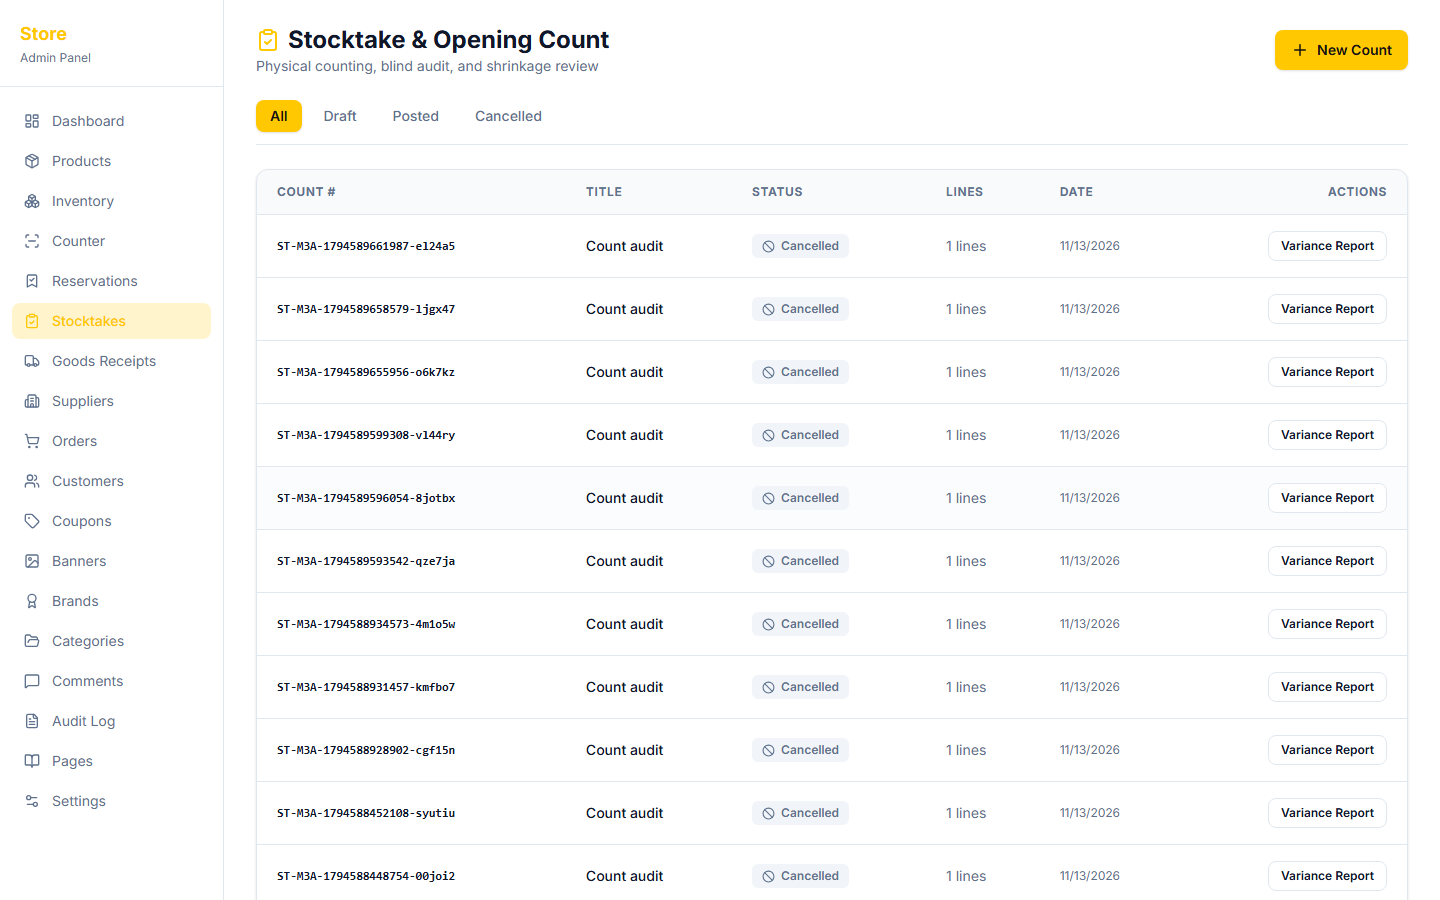 Store
Admin Panel
Dashboard
Products
Inventory
Counter
Reservations
Stocktakes
Goods Receipts
Suppliers
Orders
Customers
Coupons
Banners
Brands
Categories
Comments
Audit Log
Pages
Settings
Stocktake & Opening Count
Physical counting, blind audit, and shrinkage review
New Count
All Draft Posted Cancelled
COUNT # TITLE STATUS LINES DATE ACTIONS
ST-M3A-1794589661987-el24a5 Count audit Cancelled 1 lines 11/13/2026 Variance Report
ST-M3A-1794589658579-ljgx47 Count audit Cancelled 1 lines 11/13/2026 Variance Report
ST-M3A-1794589655956-o6k7kz Count audit Cancelled 1 lines 11/13/2026 Variance Report
ST-M3A-1794589599308-vl44ry Count audit Cancelled 1 lines 11/13/2026 Variance Report
ST-M3A-1794589596054-8jotbx Count audit Cancelled 1 lines 11/13/2026 Variance Report
ST-M3A-1794589593542-qze7ja Count audit Cancelled 1 lines 11/13/2026 Variance Report
ST-M3A-1794588934573-4m1o5w Count audit Cancelled 1 lines 11/13/2026 Variance Report
ST-M3A-1794588931457-kmfbo7 Count audit Cancelled 1 lines 11/13/2026 Variance Report
ST-M3A-1794588928902-cgf15n Count audit Cancelled 1 lines 11/13/2026 Variance Report
ST-M3A-1794588452108-syutiu Count audit Cancelled 1 lines 11/13/2026 Variance Report
ST-M3A-1794588448754-00joi2 Count audit Cancelled 1 lines 11/13/2026 Variance Report